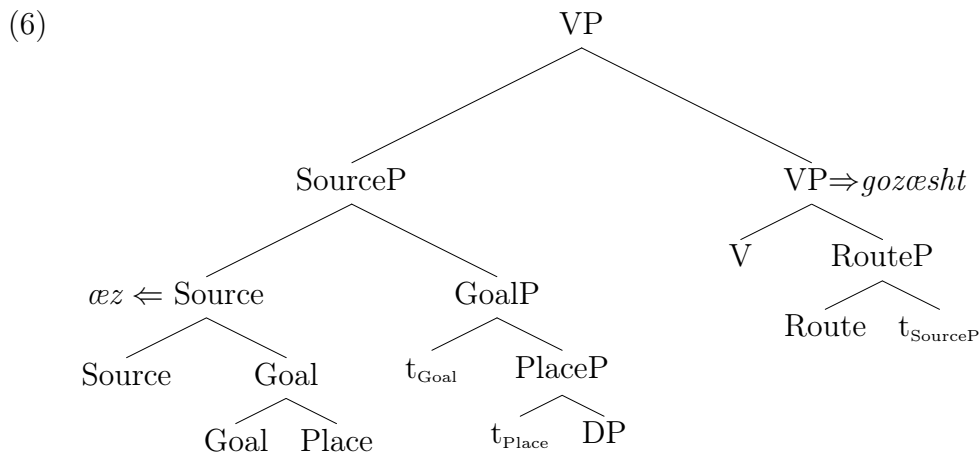 (6) VP
SourceP VP⇒gozæsht
V RouteP
æz ⇐ Source GoalP
Route t_SourceP
Source Goal t_Goal PlaceP
Goal Place t_Place DP